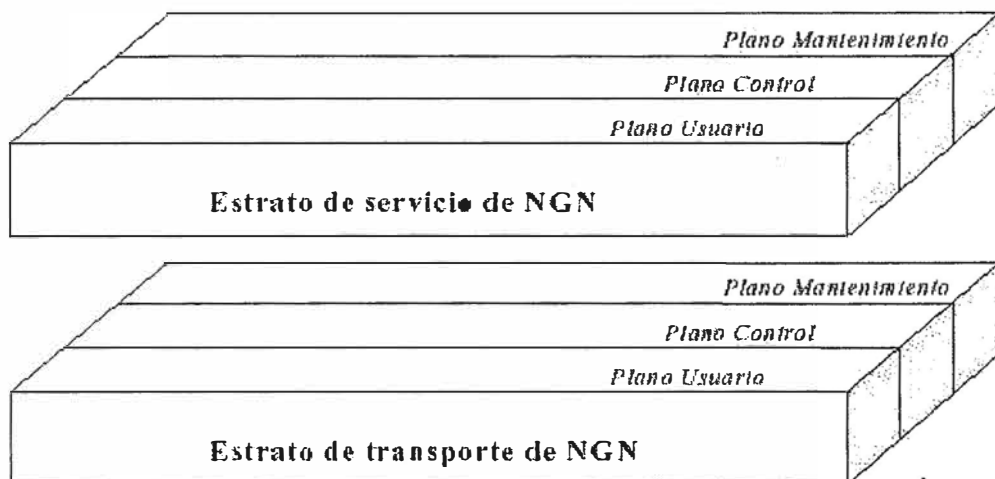 Plano Mantenimiento
Plano Control
Plano Usuario
Estrato de servicio de NGN
Plano Mantenimiento
Plano Control
Plano Usuario
Estrato de transporte de NGN